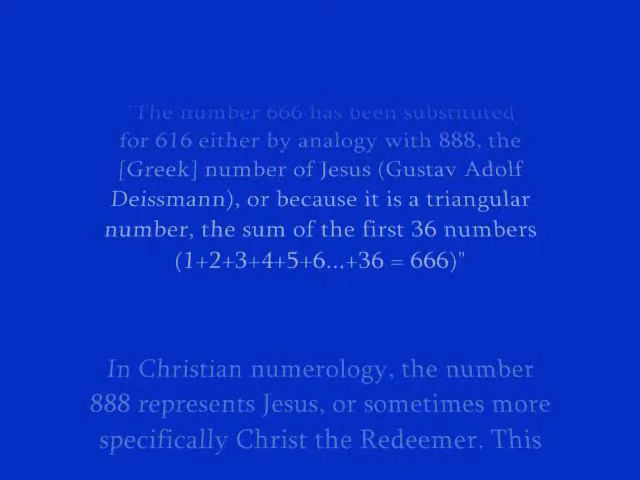 "The number 666 has been substituted
for 616 either by analogy with 888, the
[Greek] number of Jesus (Gustav Adolf
Deissmann), or because it is a triangular
number, the sum of the first 36 numbers
(1+2+3+4+5+6...+36 = 666)"
In Christian numerology, the number
888 represents Jesus, or sometimes more
specifically Christ the Redeemer. This